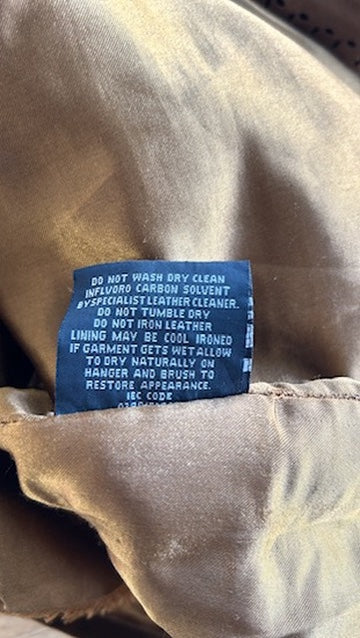 DO NOT WASH DRY CLEAN
INFLUORO CARBON SOLVENT
BYSPECIALIST LEATHER CLEANER.
DO NOT TUMBLE DRY
DO NOT IRON LEATHER
LINING MAY BE COOL IRONED
IF GARMENT GETS WET ALLOW
TO DRY NATURALLY ON
HANGER AND BRUSH TO
RESTORE APPEARANCE.
IEC CODE